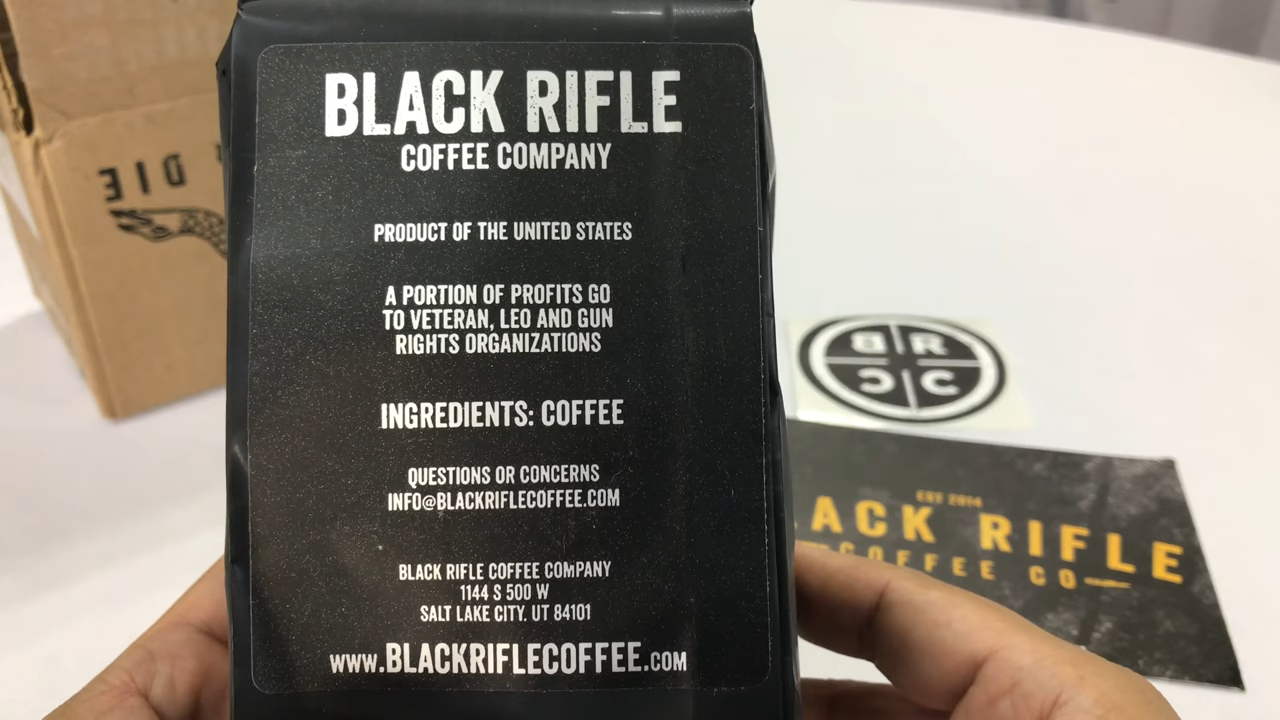 BLACK RIFLE
COFFEE COMPANY
PRODUCT OF THE UNITED STATES
A PORTION OF PROFITS GO
TO VETERAN, LEO AND GUN
RIGHTS ORGANIZATIONS
INGREDIENTS: COFFEE
QUESTIONS OR CONCERNS
INFO@BLACKRIFLECOFFEE.COM
BLACK RIFLE COFFEE COMPANY
1144 S 500 W
SALT LAKE CITY, UT 84101
WWW.BLACKRIFLECOFFEE.COM
DIE
B R
C C
EST 2014
LACK RIFLE
COFFEE CO